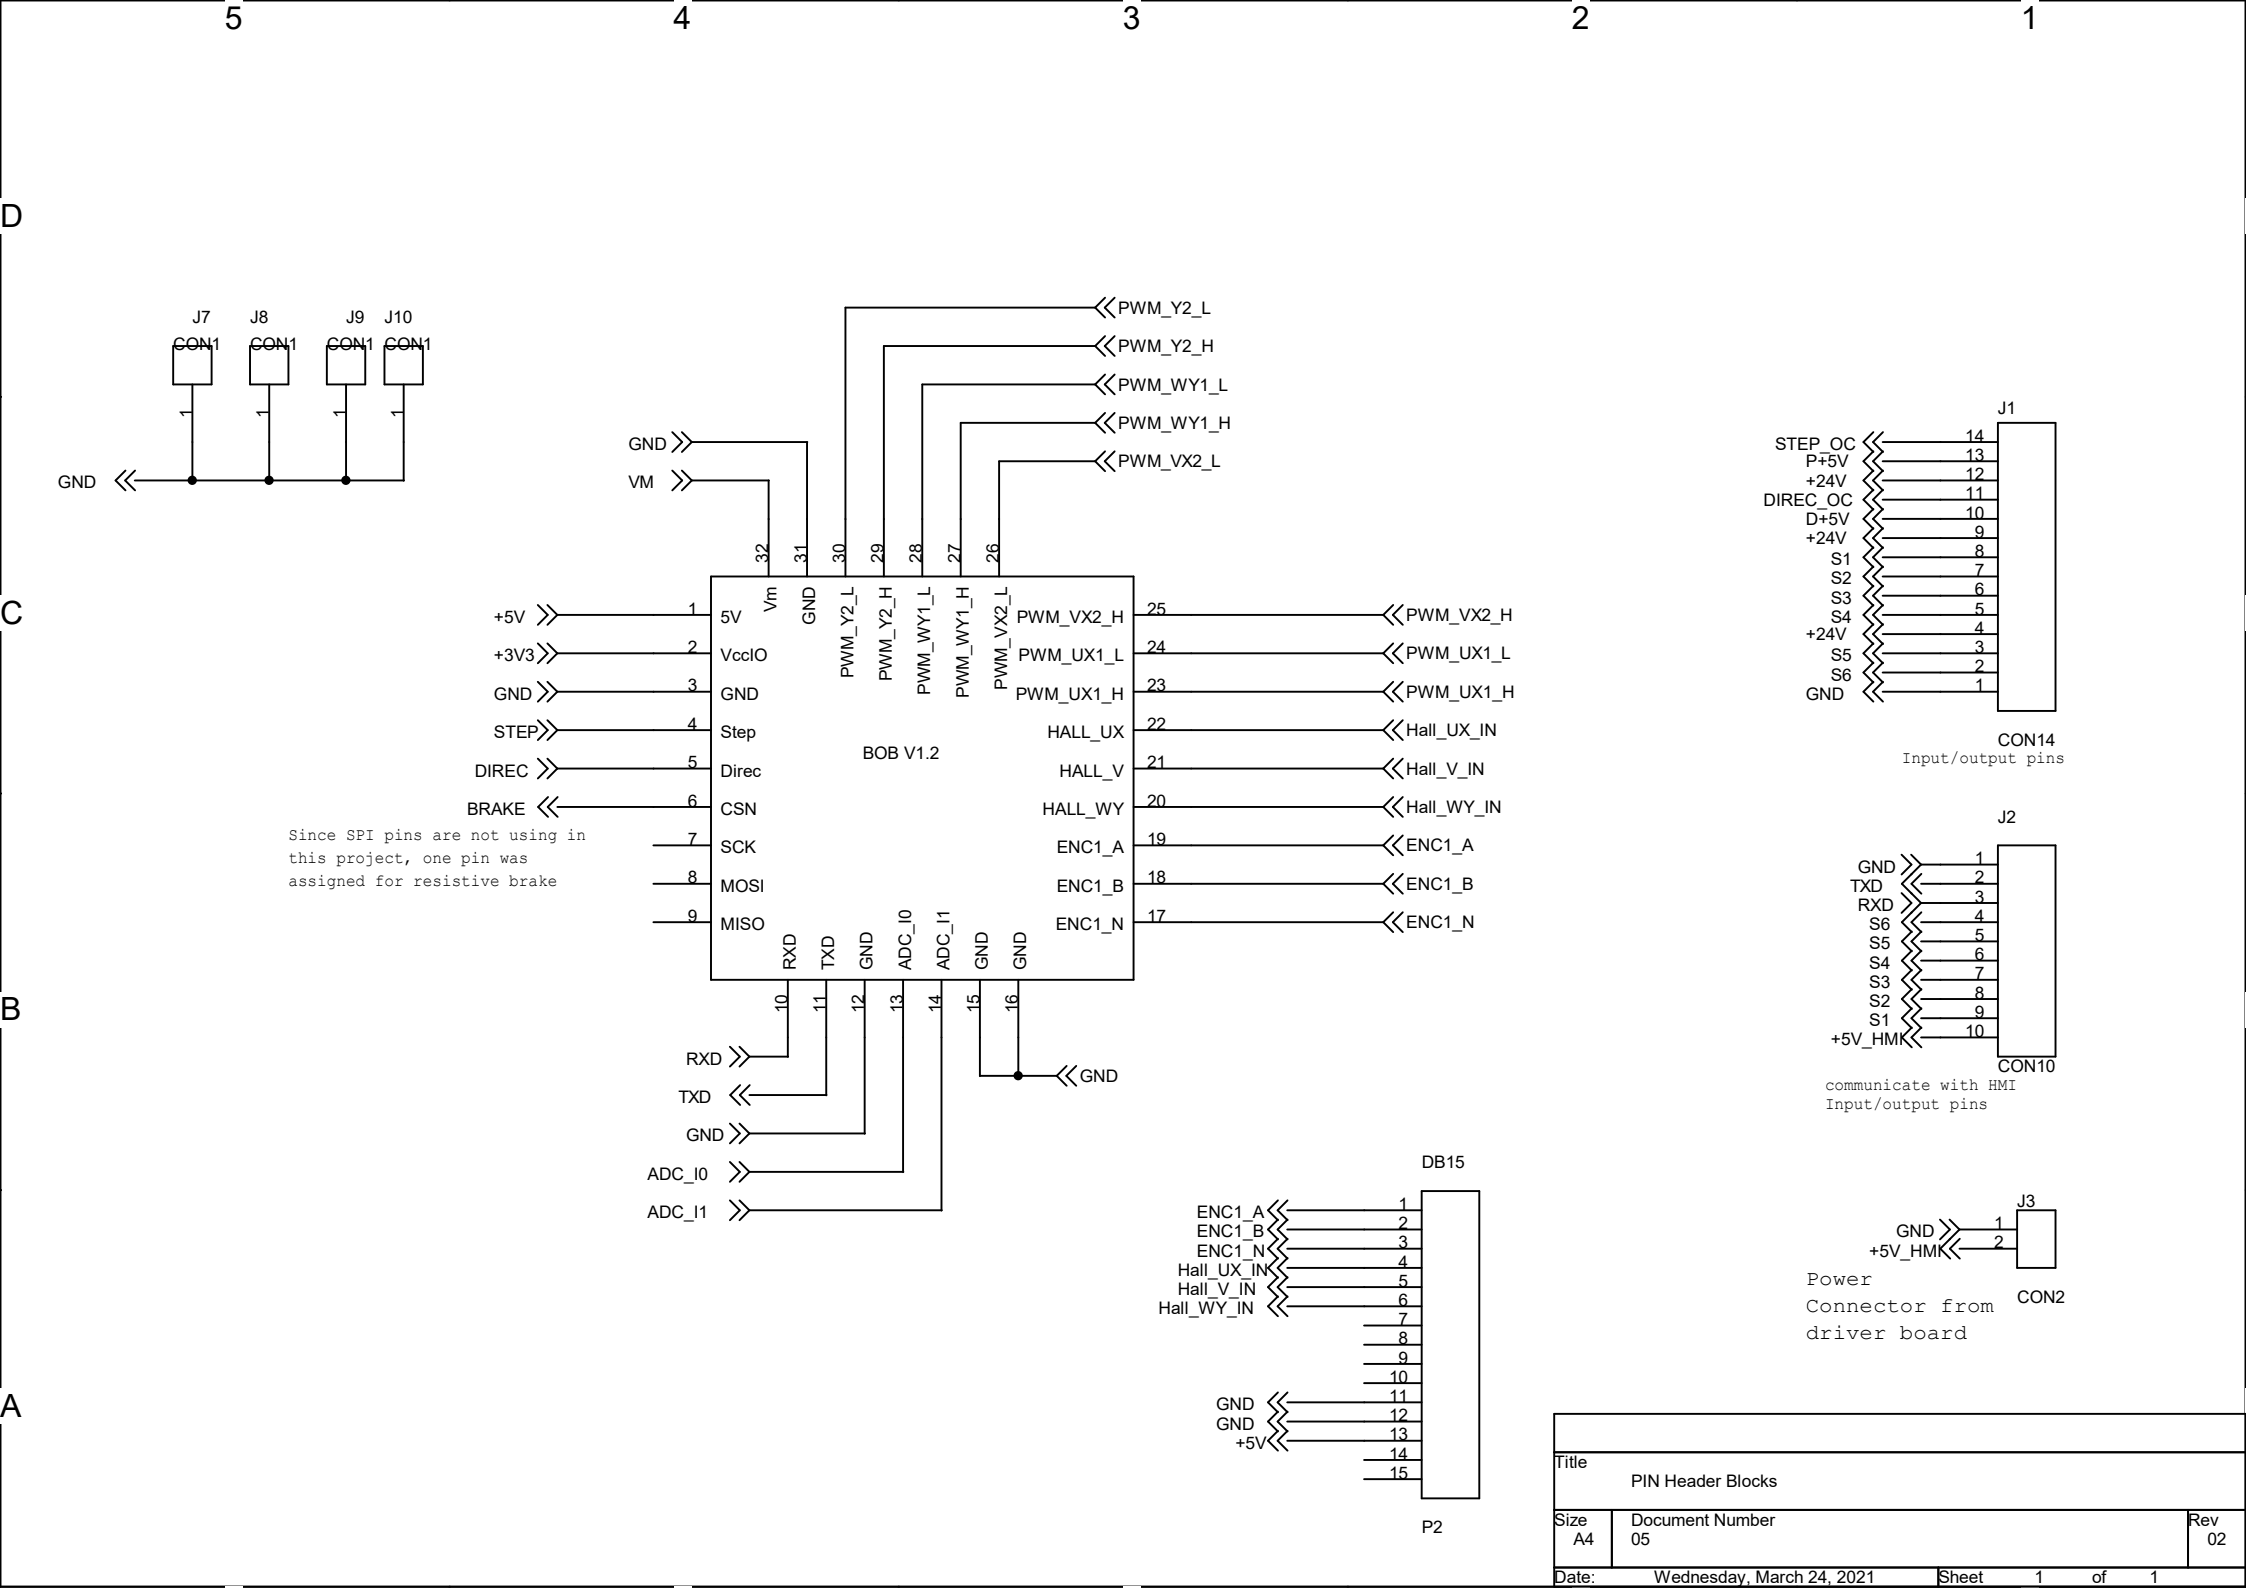 5 4 3 2 1
D
C
B
A
J7 J8 J9 J10
CON1 CON1 CON1 CON1
1 1 1 1
GND
PWM_Y2_L
PWM_Y2_H
PWM_WY1_L
PWM_WY1_H
PWM_VX2_L
GND
VM
32 31 30 29 28 27 26
Vm GND PWM_Y2_L PWM_Y2_H PWM_WY1_L PWM_WY1_H PWM_VX2_L
+5V 1 5V
+3V3 2 VccIO
GND 3 GND
STEP 4 Step
DIREC 5 Direc
BRAKE 6 CSN
7 SCK
8 MOSI
9 MISO
Since SPI pins are not using in
this project, one pin was
assigned for resistive brake
BOB V1.2
PWM_VX2_H 25 PWM_VX2_H
PWM_UX1_L 24 PWM_UX1_L
PWM_UX1_H 23 PWM_UX1_H
HALL_UX 22 Hall_UX_IN
HALL_V 21 Hall_V_IN
HALL_WY 20 Hall_WY_IN
ENC1_A 19 ENC1_A
ENC1_B 18 ENC1_B
ENC1_N 17 ENC1_N
RXD TXD GND ADC_I0 ADC_I1 GND GND
10 11 12 13 14 15 16
RXD
TXD
GND
ADC_I0
ADC_I1
GND
J1
STEP_OC 14
P+5V 13
+24V 12
DIREC_OC 11
D+5V 10
+24V 9
S1 8
S2 7
S3 6
S4 5
+24V 4
S5 3
S6 2
GND 1
CON14
Input/output pins
J2
GND 1
TXD 2
RXD 3
S6 4
S5 5
S4 6
S3 7
S2 8
S1 9
+5V_HMI 10
CON10
communicate with HMI
Input/output pins
DB15
ENC1_A 1
ENC1_B 2
ENC1_N 3
Hall_UX_IN 4
Hall_V_IN 5
Hall_WY_IN 6
7
8
9
10
GND 11
GND 12
+5V 13
14
15
P2
J3
GND 1
+5V_HMI 2
CON2
Power
Connector from
driver board
Title
PIN Header Blocks
Size Document Number Rev
A4 05 02
Date: Wednesday, March 24, 2021 Sheet 1 of 1